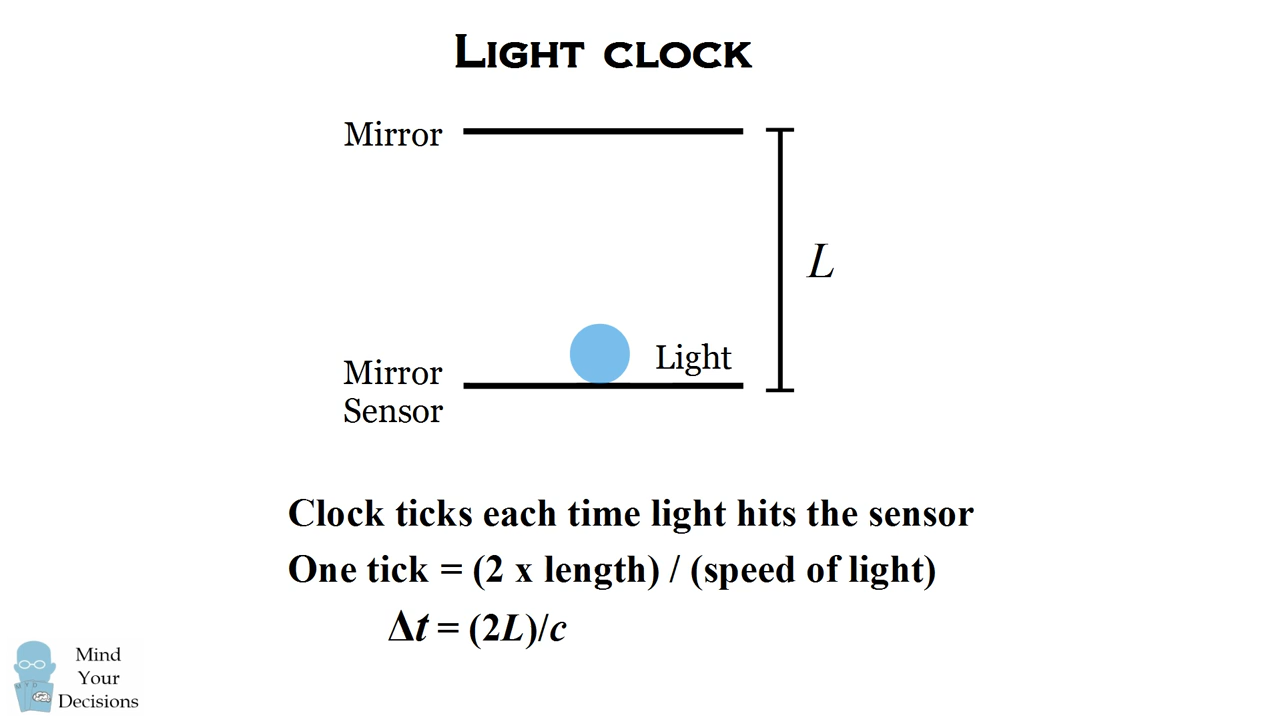 LIGHT CLOCK
Mirror
L
Light
Mirror
Sensor
Clock ticks each time light hits the sensor
One tick = (2 x length) / (speed of light)
Δt = (2L)/c
Mind
Your
Decisions